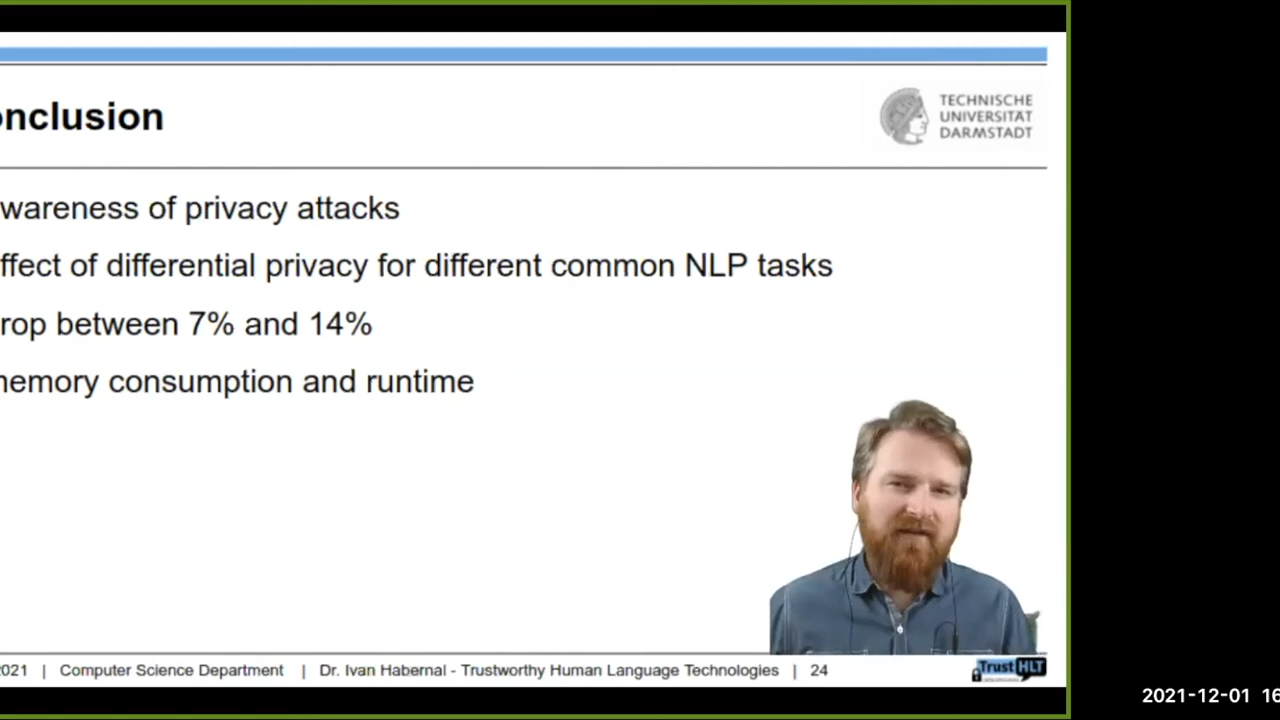 onclusion
TECHNISCHE
UNIVERSITÄT
DARMSTADT
wareness of privacy attacks
ffect of differential privacy for different common NLP tasks
rop between 7% and 14%
nemory consumption and runtime
2021 | Computer Science Department | Dr. Ivan Habernal - Trustworthy Human Language Technologies | 24
TrustHLT
2021-12-01 16